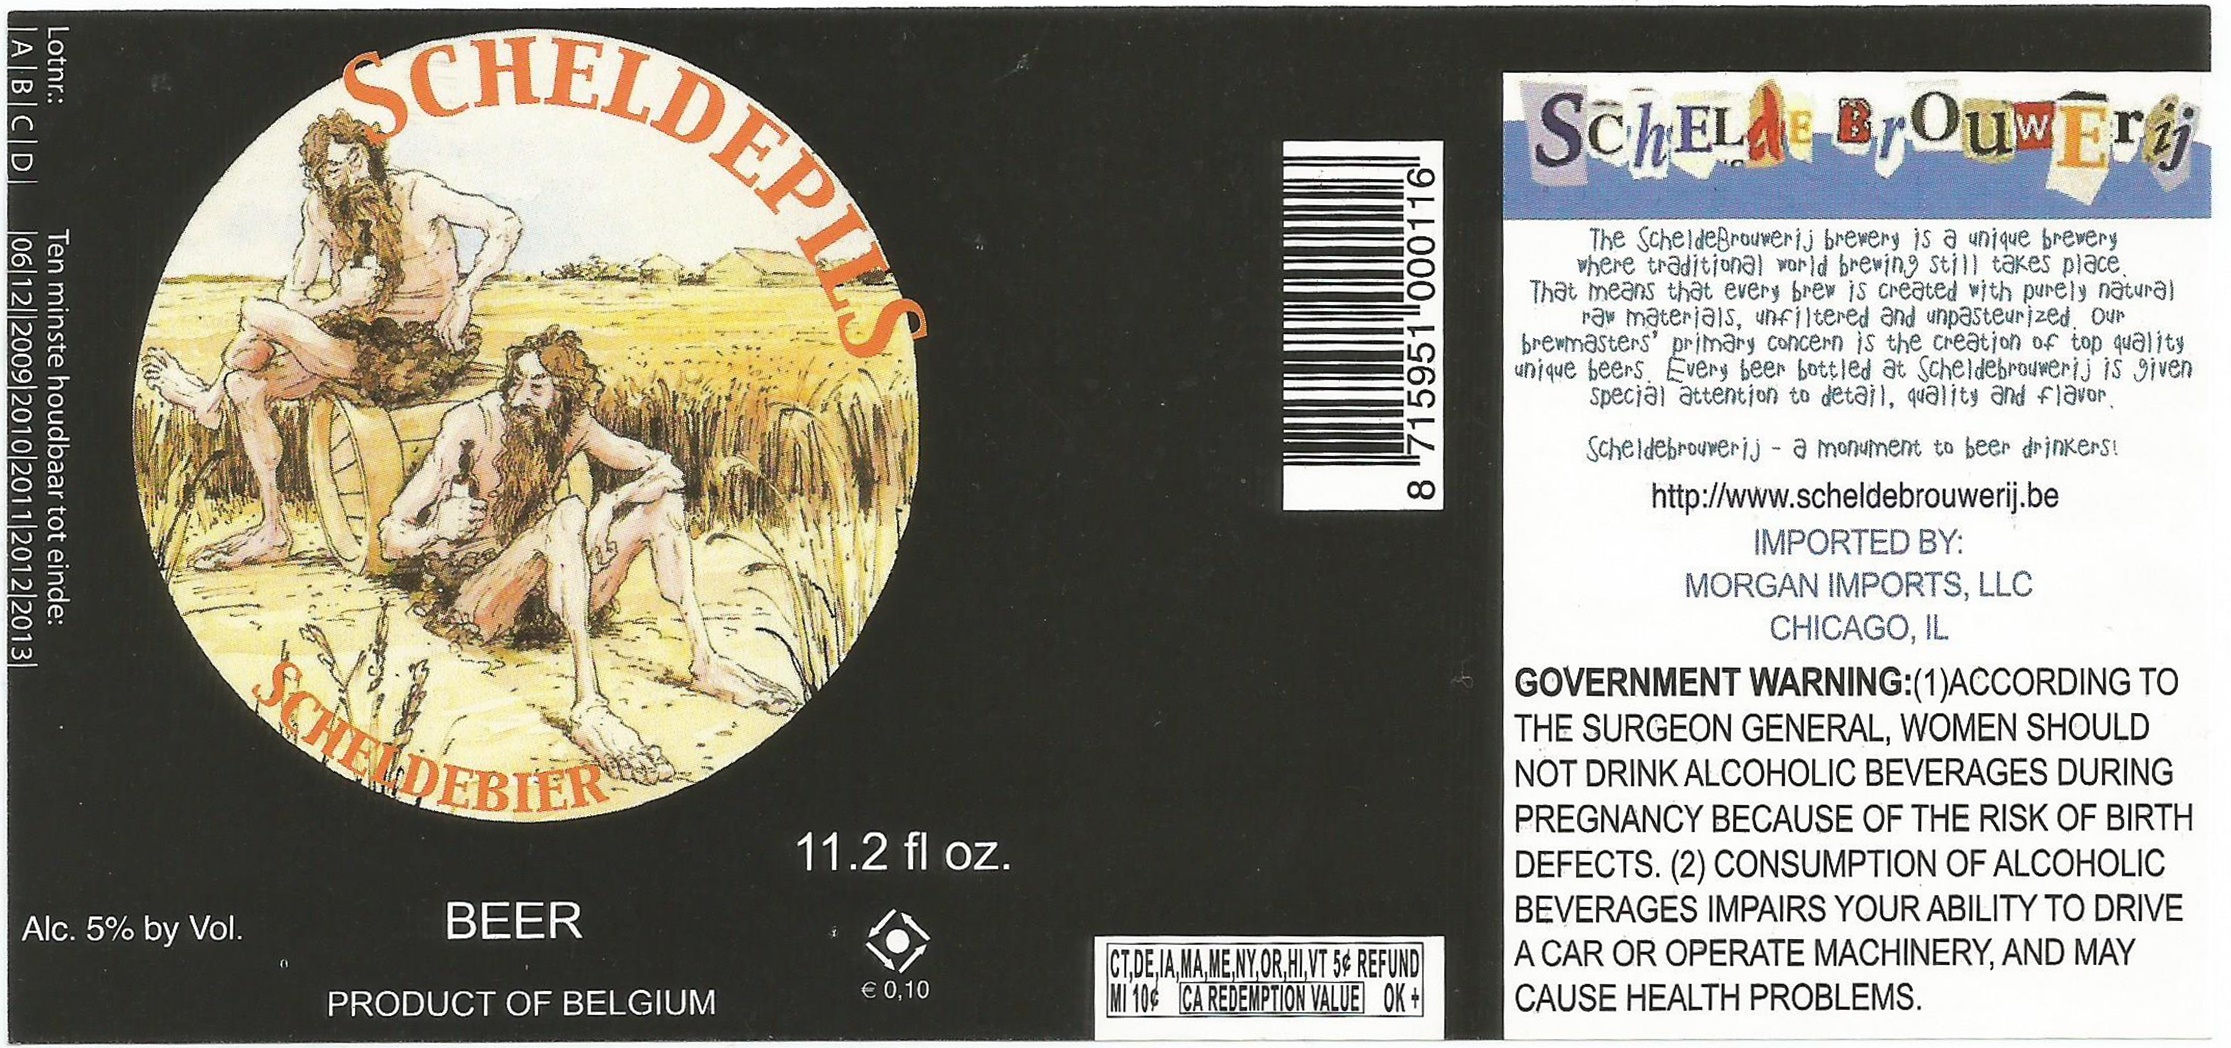 Lotnr.:
|A|B|C|D|
Ten minste houdbaar tot einde:
|06|12||2009|2010|2011|2012|2013|
SCHELDEPILS
SCHELDEBIER
11.2 fl oz.
Alc. 5% by Vol.
BEER
PRODUCT OF BELGIUM
€ 0,10
8 715951 000116
CT,DE,IA,MA,ME,NY,OR,HI,VT 5¢ REFUND
MI 10¢ CA REDEMPTION VALUE OK +
SCHELDE BROUWERIJ
The ScheldeBrouwerij brewery is a unique brewery
where traditional world brewing still takes place.
That means that every brew is created with purely natural
raw materials, unfiltered and unpasteurized. Our
brewmasters' primary concern is the creation of top quality
unique beers. Every beer bottled at Scheldebrouwerij is given
special attention to detail, quality and flavor.
Scheldebrouwerij - a monument to beer drinkers!
http://www.scheldebrouwerij.be
IMPORTED BY:
MORGAN IMPORTS, LLC
CHICAGO, IL
GOVERNMENT WARNING:(1)ACCORDING TO
THE SURGEON GENERAL, WOMEN SHOULD
NOT DRINK ALCOHOLIC BEVERAGES DURING
PREGNANCY BECAUSE OF THE RISK OF BIRTH
DEFECTS. (2) CONSUMPTION OF ALCOHOLIC
BEVERAGES IMPAIRS YOUR ABILITY TO DRIVE
A CAR OR OPERATE MACHINERY, AND MAY
CAUSE HEALTH PROBLEMS.